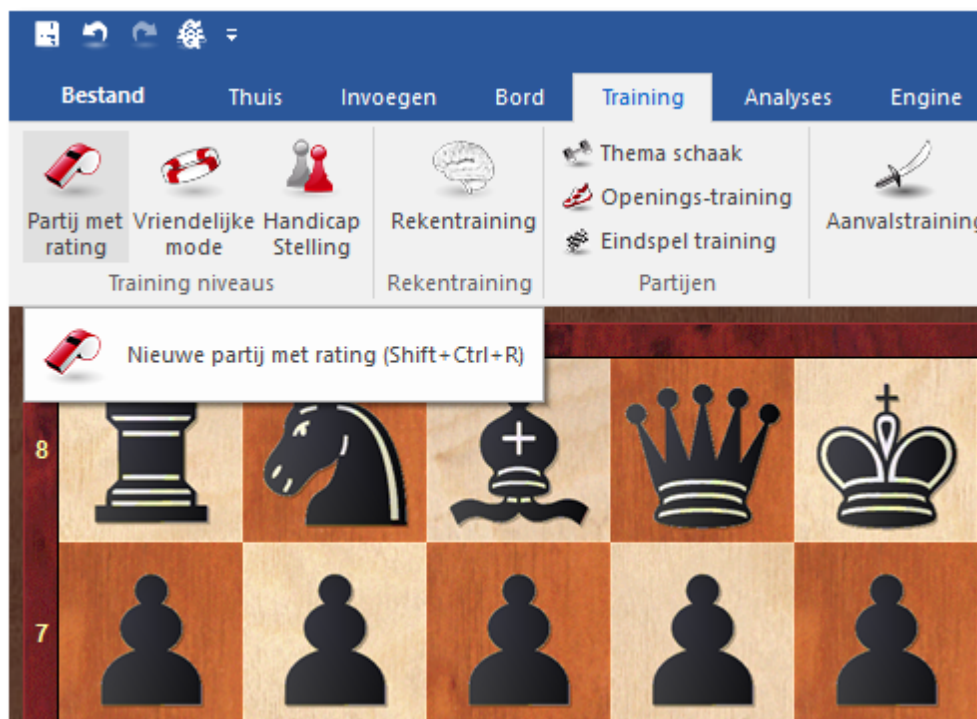 Bestand Thuis Invoegen Bord Training Analyses Engine
Partij met rating
Vriendelijke mode
Handicap Stelling
Training niveaus
Rekentraining
Rekentraining
Thema schaak
Openings-training
Eindspel training
Partijen
Aanvalstraining
Nieuwe partij met rating (Shift+Ctrl+R)
8
7